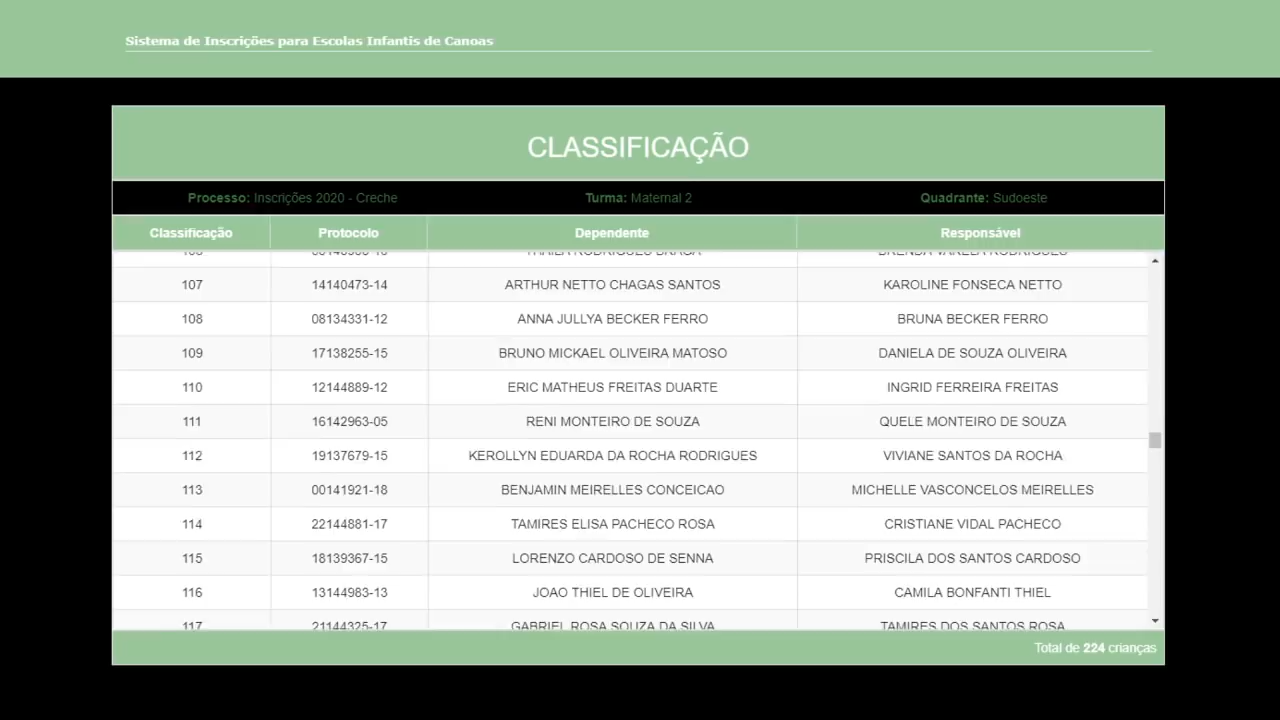 Sistema de Inscrições para Escolas Infantis de Canoas
CLASSIFICAÇÃO
Processo: Inscrições 2020 - Creche Turma: Maternal 2 Quadrante: Sudoeste
Classificação Protocolo Dependente Responsável
THAILA RODRIGUES BRAGA BRENDA VARELA RODRIGUES
107 14140473-14 ARTHUR NETTO CHAGAS SANTOS KAROLINE FONSECA NETTO
108 08134331-12 ANNA JULLYA BECKER FERRO BRUNA BECKER FERRO
109 17138255-15 BRUNO MICKAEL OLIVEIRA MATOSO DANIELA DE SOUZA OLIVEIRA
110 12144889-12 ERIC MATHEUS FREITAS DUARTE INGRID FERREIRA FREITAS
111 16142963-05 RENI MONTEIRO DE SOUZA QUELE MONTEIRO DE SOUZA
112 19137679-15 KEROLLYN EDUARDA DA ROCHA RODRIGUES VIVIANE SANTOS DA ROCHA
113 00141921-18 BENJAMIN MEIRELLES CONCEICAO MICHELLE VASCONCELOS MEIRELLES
114 22144881-17 TAMIRES ELISA PACHECO ROSA CRISTIANE VIDAL PACHECO
115 18139367-15 LORENZO CARDOSO DE SENNA PRISCILA DOS SANTOS CARDOSO
116 13144983-13 JOAO THIEL DE OLIVEIRA CAMILA BONFANTI THIEL
117 21144325-17 GABRIEL ROSA SOUZA DA SILVA TAMIRES DOS SANTOS ROSA
Total de 224 crianças